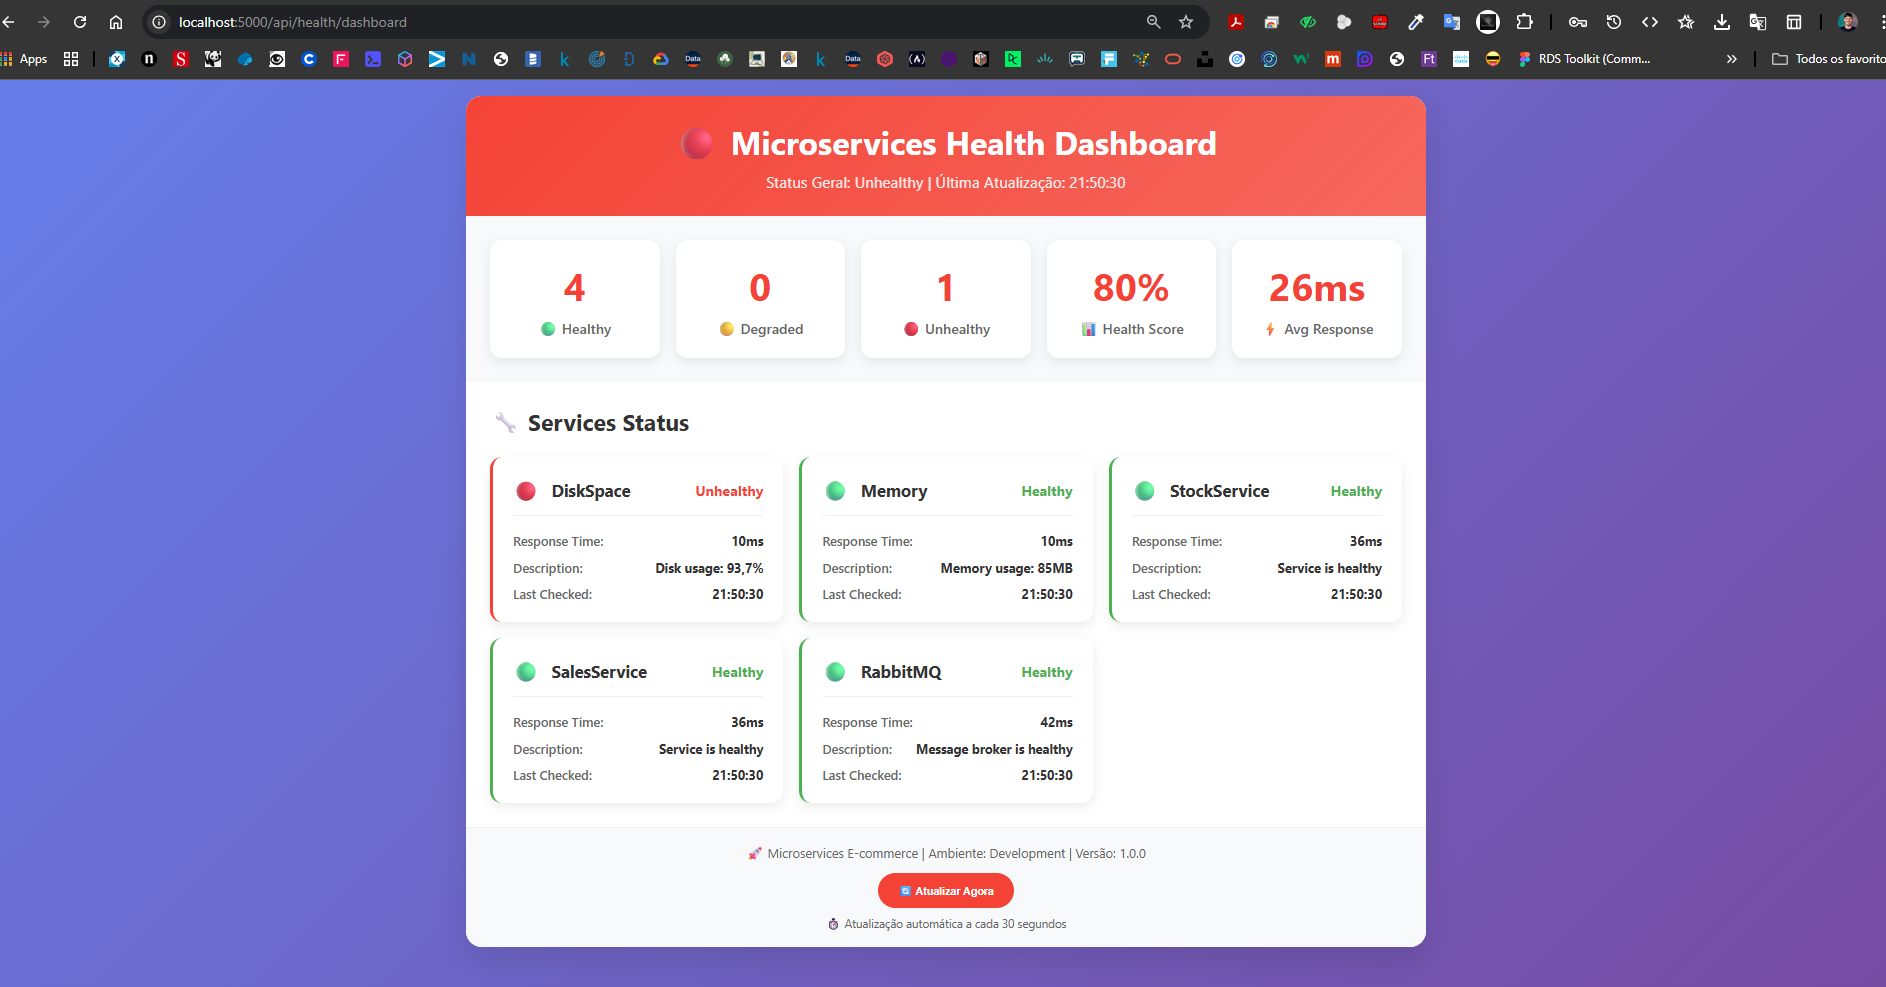 localhost:5000/api/health/dashboard
Apps
RDS Toolkit (Comm...
Todos os favorito
Microservices Health Dashboard
Status Geral: Unhealthy | Última Atualização: 21:50:30
4
Healthy
0
Degraded
1
Unhealthy
80%
Health Score
26ms
Avg Response
Services Status
DiskSpace Unhealthy
Response Time: 10ms
Description: Disk usage: 93,7%
Last Checked: 21:50:30
Memory Healthy
Response Time: 10ms
Description: Memory usage: 85MB
Last Checked: 21:50:30
StockService Healthy
Response Time: 36ms
Description: Service is healthy
Last Checked: 21:50:30
SalesService Healthy
Response Time: 36ms
Description: Service is healthy
Last Checked: 21:50:30
RabbitMQ Healthy
Response Time: 42ms
Description: Message broker is healthy
Last Checked: 21:50:30
Microservices E-commerce | Ambiente: Development | Versão: 1.0.0
Atualizar Agora
Atualização automática a cada 30 segundos